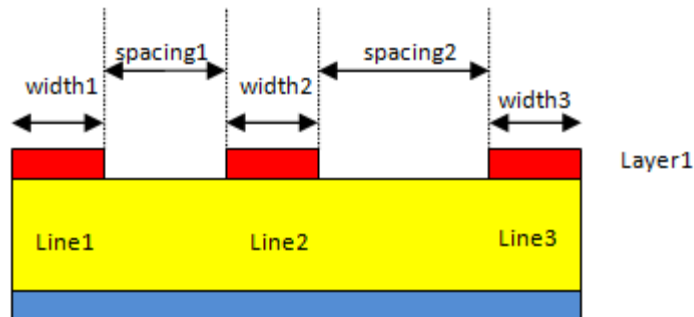 spacing1
spacing2
width1
width2
width3
Layer1
Line1
Line2
Line3